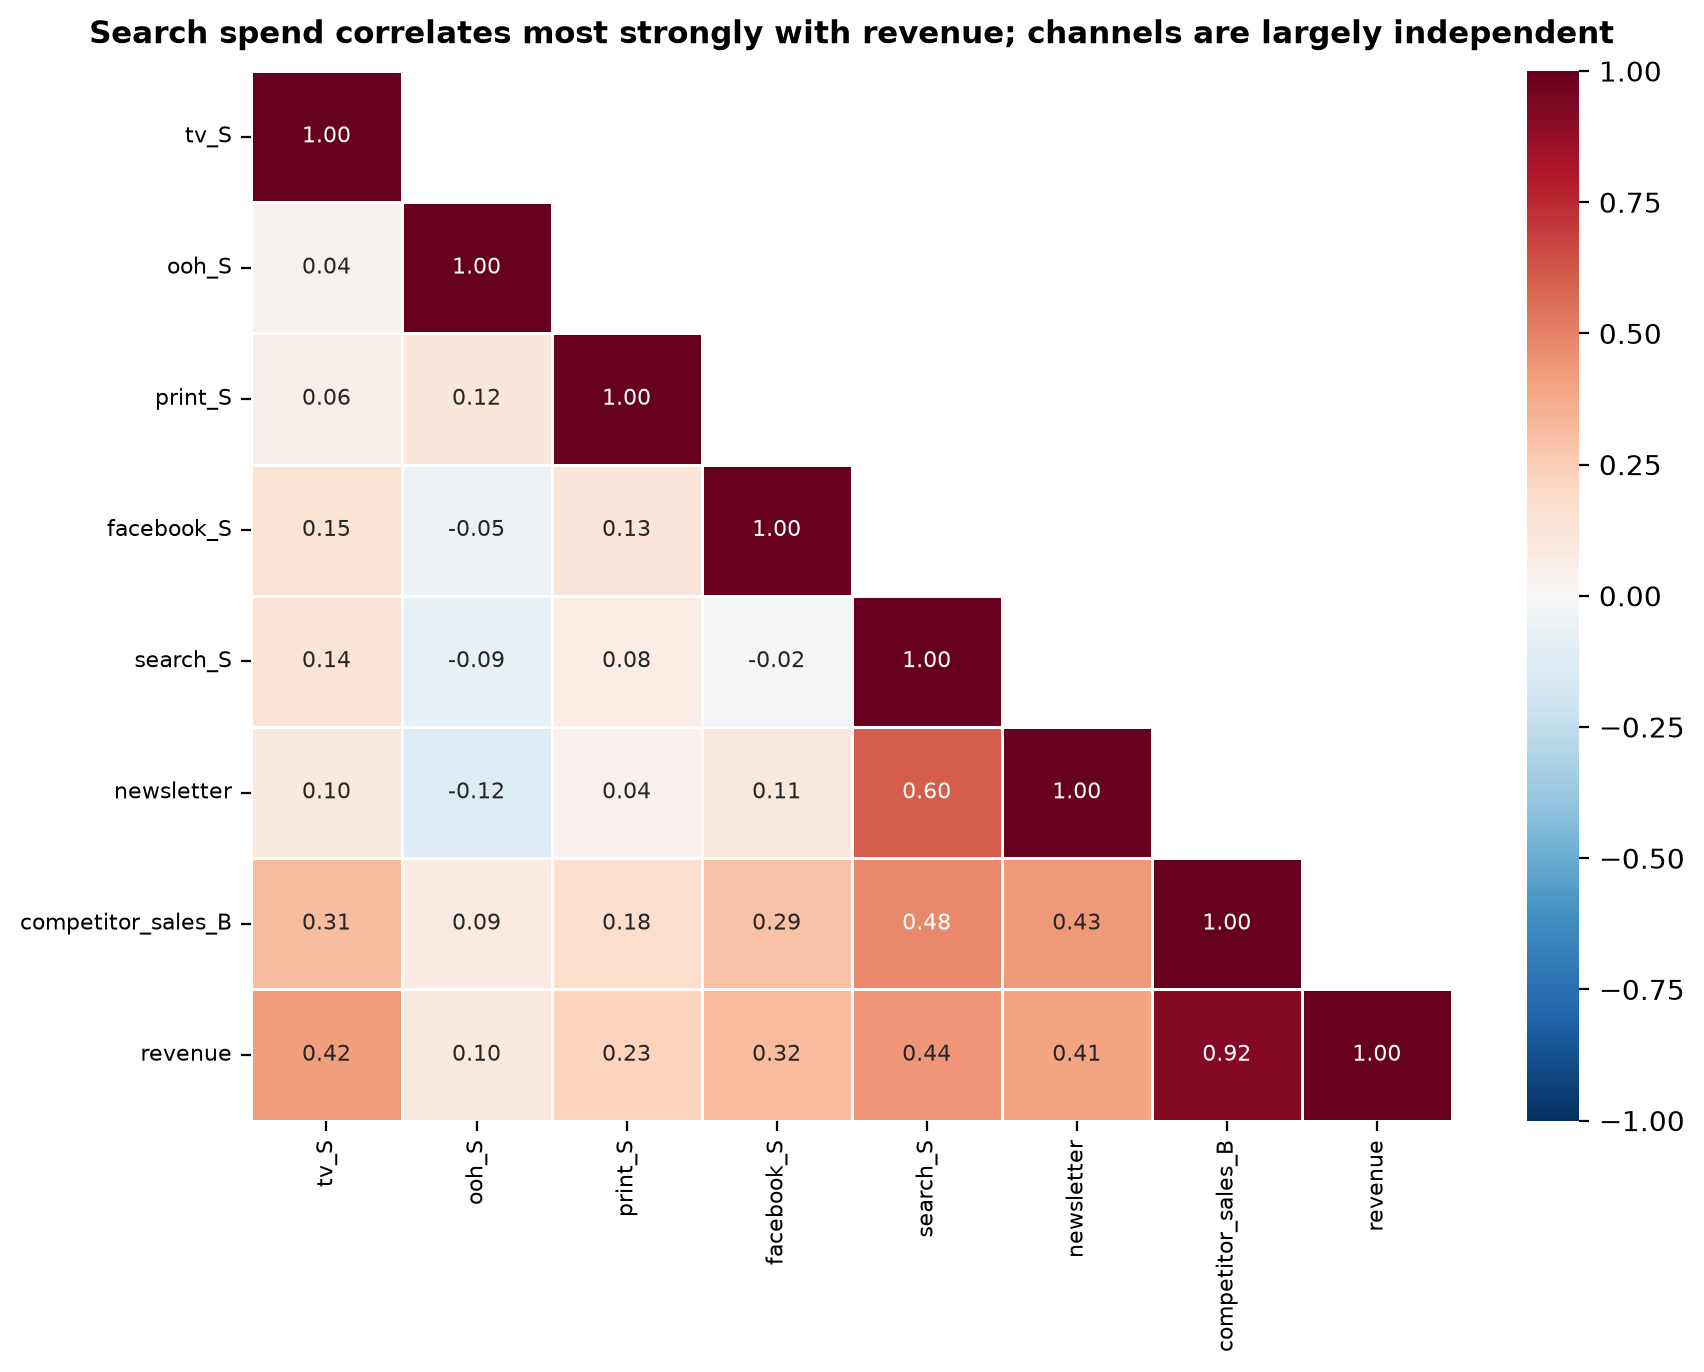 Search spend correlates most strongly with revenue; channels are largely independent
tv_S 1.00
ooh_S 0.04 1.00
print_S 0.06 0.12 1.00
facebook_S 0.15 -0.05 0.13 1.00
search_S 0.14 -0.09 0.08 -0.02 1.00
newsletter 0.10 -0.12 0.04 0.11 0.60 1.00
competitor_sales_B 0.31 0.09 0.18 0.29 0.48 0.43 1.00
revenue 0.42 0.10 0.23 0.32 0.44 0.41 0.92 1.00
tv_S
ooh_S
print_S
facebook_S
search_S
newsletter
competitor_sales_B
revenue
1.00
0.75
0.50
0.25
0.00
−0.25
−0.50
−0.75
−1.00